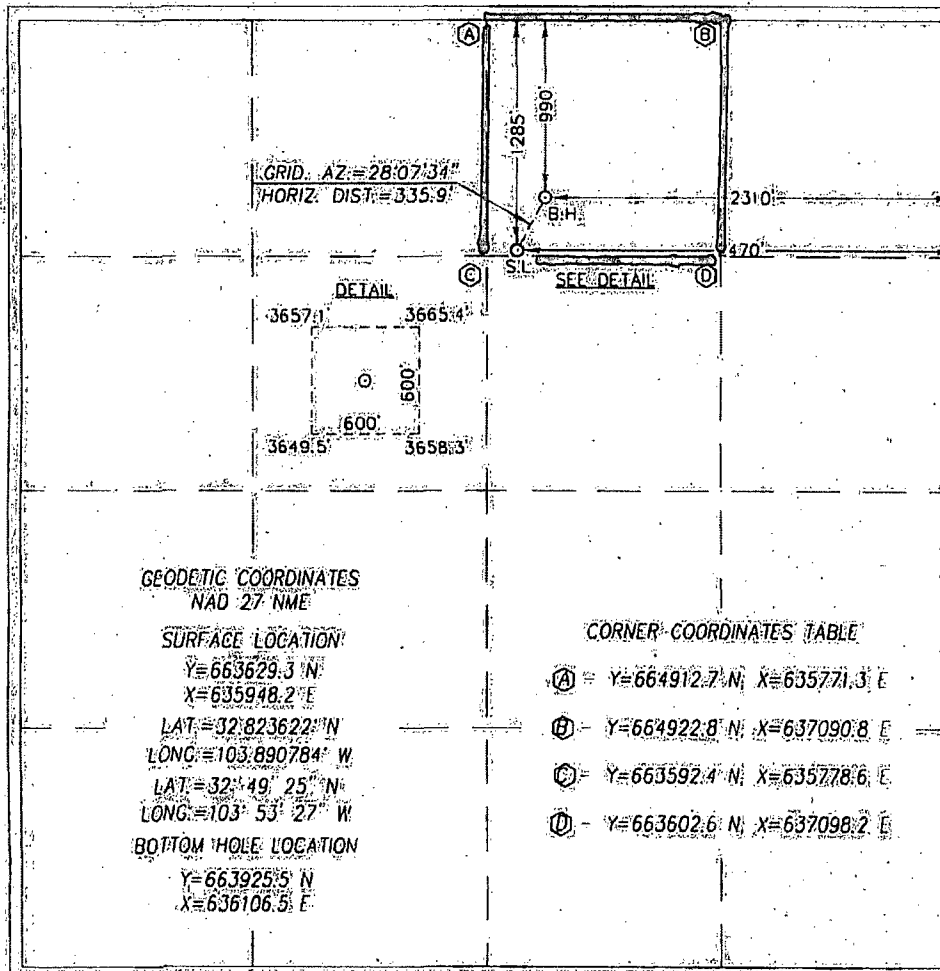 A
B
1285'
990'
GRID. AZ.=28°07'34"
HORIZ. DIST.=335.9'
2310'
B.H.
470'
S.L.
C
D
SEE DETAIL
DETAIL
3657.1'
3665.4'
600'
600'
3649.5'
3658.3'
GEODETIC COORDINATES
NAD 27 NME
SURFACE LOCATION
Y=663629.3 N
X=635948.2 E
LAT.=32.823622° N
LONG.=103.890784° W
LAT.=32° 49' 25" N
LONG.=103° 53' 27" W
BOTTOM HOLE LOCATION
Y=663925.5 N
X=636106.5 E
CORNER COORDINATES TABLE
A - Y=664912.7 N, X=635771.3 E
B - Y=664922.8 N, X=637090.8 E
C - Y=663592.4 N, X=635778.6 E
D - Y=663602.6 N, X=637098.2 E